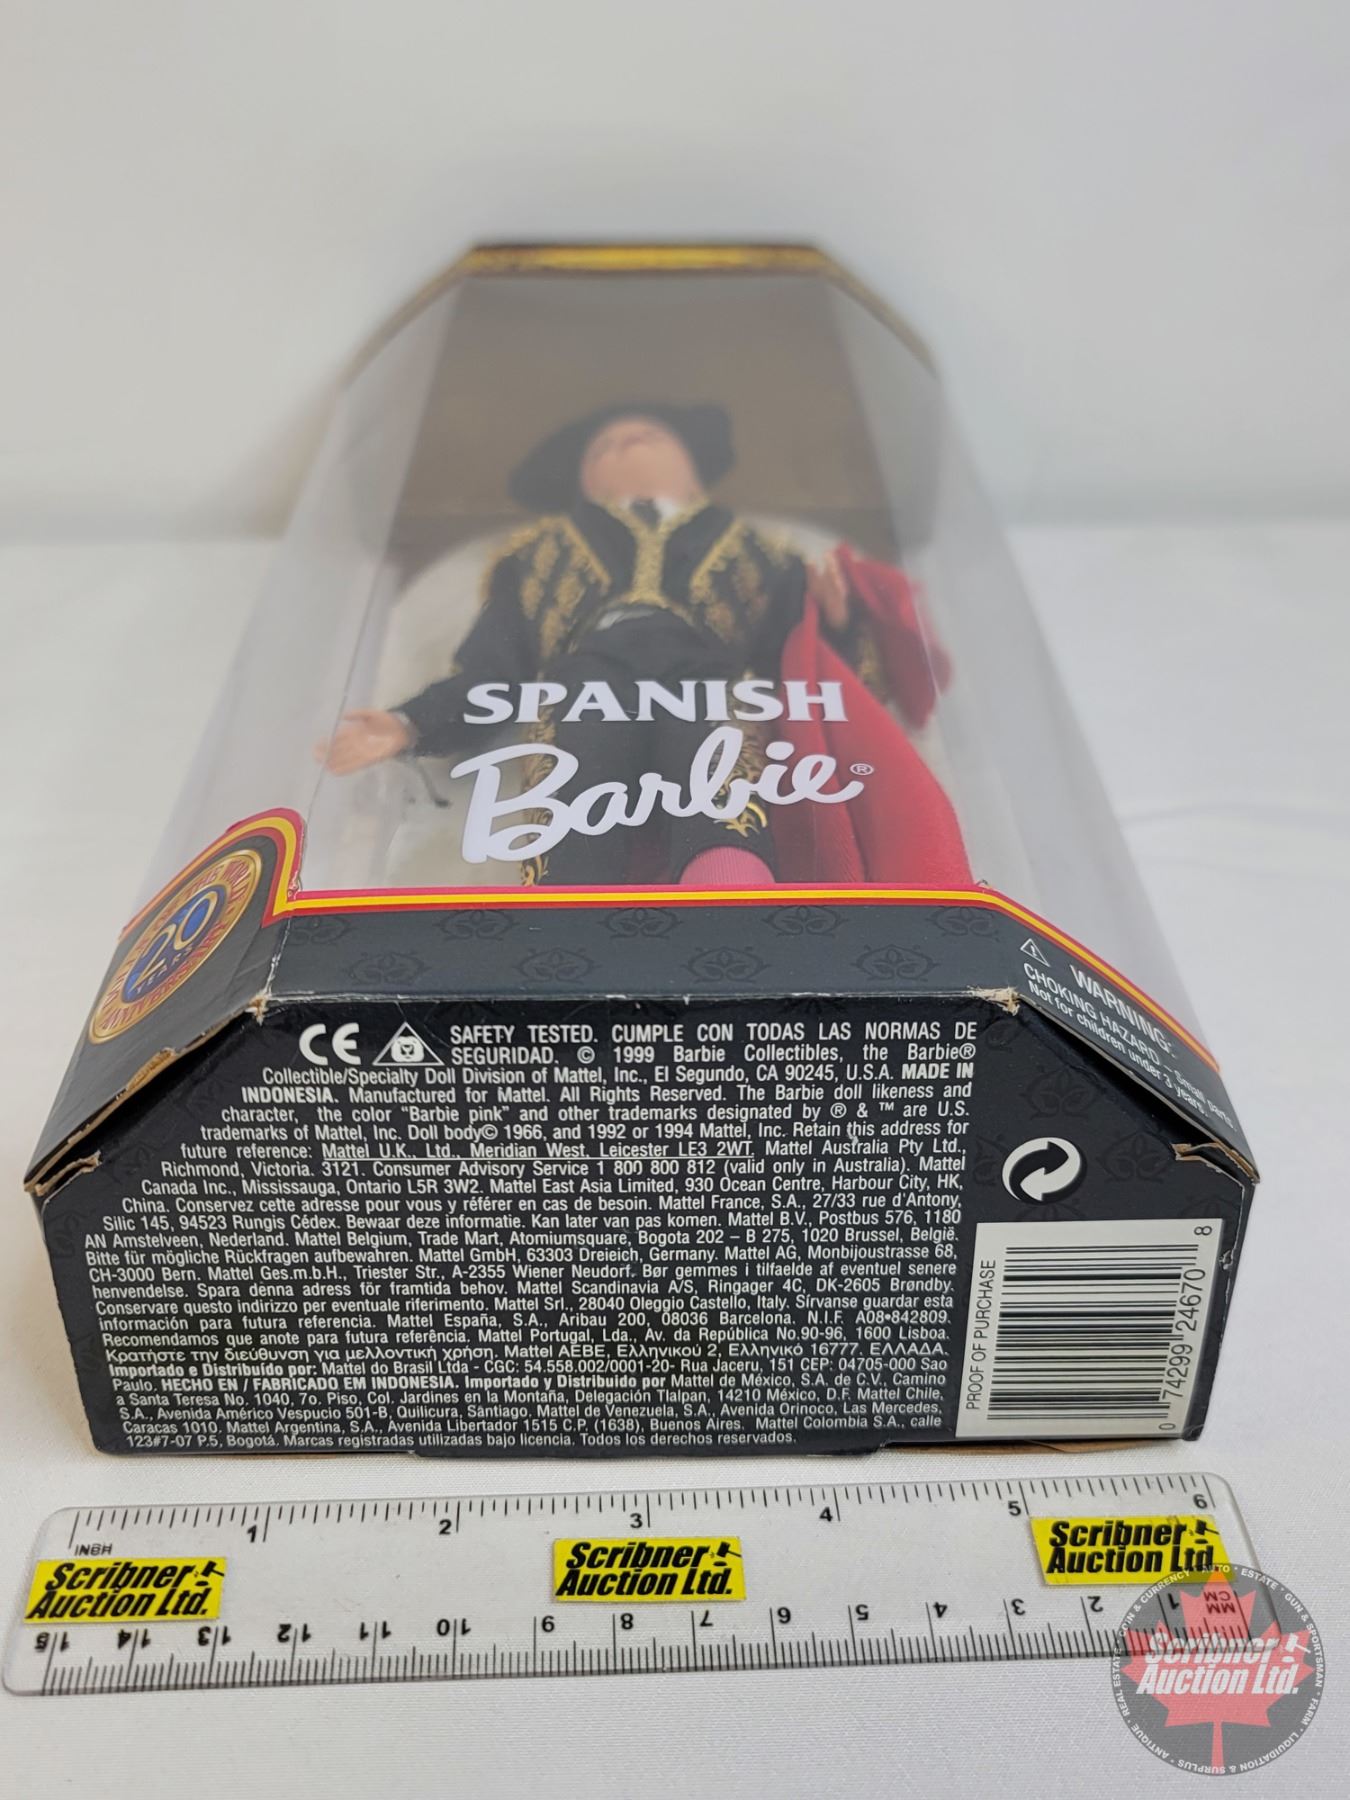 SPANISH
Barbie®
20
YEARS
WARNING:
CHOKING HAZARD – Small parts.
Not for children under 3 years.
CE
SAFETY TESTED. CUMPLE CON TODAS LAS NORMAS DE
SEGURIDAD. © 1999 Barbie Collectibles, the Barbie®
Collectible/Specialty Doll Division of Mattel, Inc., El Segundo, CA 90245, U.S.A. MADE IN
INDONESIA. Manufactured for Mattel. All Rights Reserved. The Barbie doll likeness and
character, the color "Barbie pink" and other trademarks designated by ® & ™ are U.S.
trademarks of Mattel, Inc. Doll body© 1966, and 1992 or 1994 Mattel, Inc. Retain this address for
future reference: Mattel U.K., Ltd., Meridian West, Leicester LE3 2WT. Mattel Australia Pty Ltd.,
Richmond, Victoria. 3121. Consumer Advisory Service 1 800 800 812 (valid only in Australia). Mattel
Canada Inc., Mississauga, Ontario L5R 3W2. Mattel East Asia Limited, 930 Ocean Centre, Harbour City, HK,
China. Conservez cette adresse pour vous y référer en cas de besoin. Mattel France, S.A., 27/33 rue d'Antony,
Silic 145, 94523 Rungis Cédex. Bewaar deze informatie. Kan later van pas komen. Mattel B.V., Postbus 576, 1180
AN Amstelveen, Nederland. Mattel Belgium, Trade Mart, Atomiumsquare, Bogota 202 – B 275, 1020 Brussel, België.
Bitte für mögliche Rückfragen aufbewahren. Mattel GmbH, 63303 Dreieich, Germany. Mattel AG, Monbijoustrasse 68,
CH-3000 Bern. Mattel Ges.m.b.H., Triester Str., A-2355 Wiener Neudorf. Bør gemmes i tilfaelde af eventuel senere
henvendelse. Spara denna adress för framtida behov. Mattel Scandinavia A/S, Ringager 4C, DK-2605 Brøndby.
Conservare questo indirizzo per eventuale riferimento. Mattel Srl., 28040 Oleggio Castello, Italy. Sírvanse guardar esta
información para futura referencia. Mattel España, S.A., Aribau 200, 08036 Barcelona. N.I.F. A08•842809.
Recomendamos que anote para futura referência. Mattel Portugal, Lda., Av. da República No.90-96, 1600 Lisboa.
Κρατήστε την διεύθυνση για μελλοντική χρήση. Mattel AEBE, Ελληνικού 2, Ελληνικό 16777. ΕΛΛΑΔΑ.
Importado e Distribuído por: Mattel do Brasil Ltda - CGC: 54.558.002/0001-20- Rua Jaceru, 151 CEP: 04705-000 Sao
Paulo. HECHO EN / FABRICADO EM INDONESIA. Importado y Distribuido por Mattel de México, S.A. de C.V., Camino
a Santa Teresa No. 1040, 7o. Piso, Col. Jardines en la Montaña, Delegación Tlalpan, 14210 México, D.F. Mattel Chile,
S.A., Avenida Américo Vespucio 501-B, Quilicura, Santiago. Mattel de Venezuela, S.A., Avenida Orinoco, Las Mercedes,
Caracas 1010. Mattel Argentina, S.A., Avenida Libertador 1515 C.P. (1638), Buenos Aires. Mattel Colombia S.A., calle
123#7-07 P.5, Bogotá. Marcas registradas utilizadas bajo licencia. Todos los derechos reservados.
PROOF OF PURCHASE
0 74299 24670 8
1 2 3 4 5 6
INCH
Scribner
Auction Ltd.
Scribner
Auction Ltd.
Scribner
Auction Ltd.
15 14 13 12 11 10 9 8 7 6 5 4 3 2 1
MM
CM
COIN & CURRENCY • AUTO • ESTATE • GUN & SPORTSMAN • FARM • LIQUIDATION & SURPLUS • ANTIQUE • REAL ESTATE
Scribner
Auction Ltd.